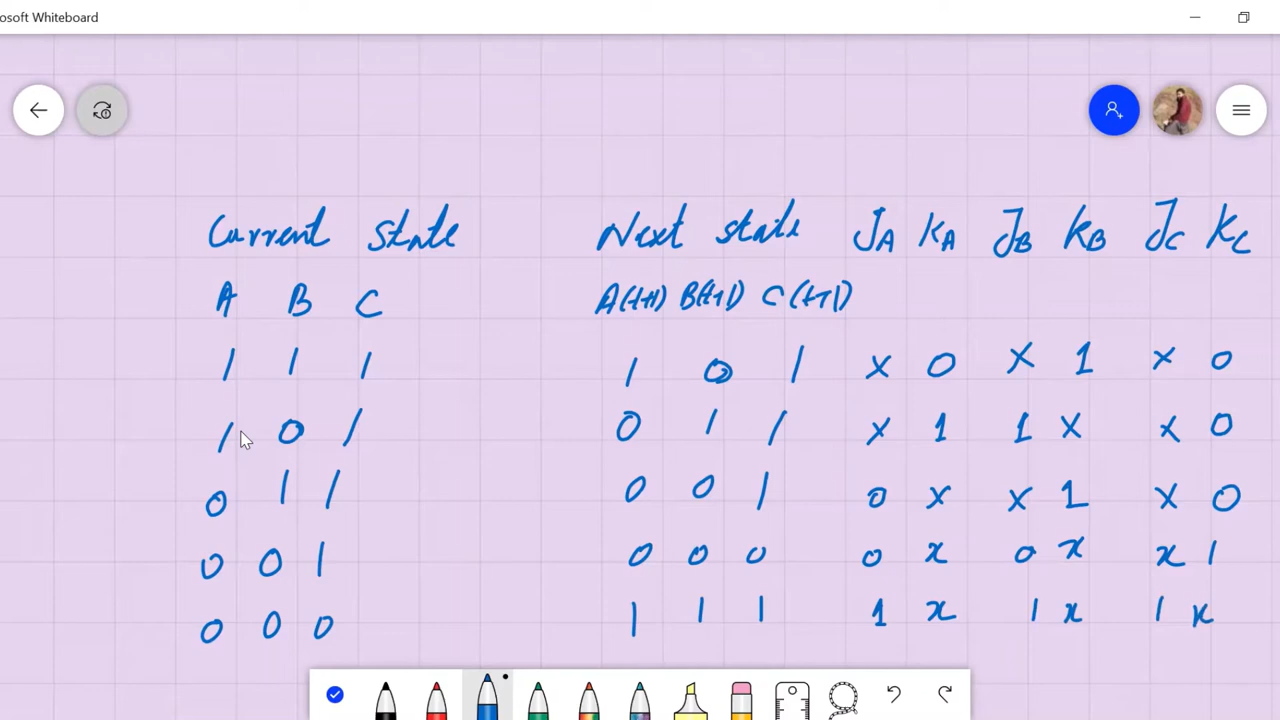 osoft Whiteboard
Current State Next state JA KA JB KB JC KC
A B C A(t+1) B(t+1) C(t+1)
1 1 1 1 0 1 x 0 x 1 x 0
1 0 1 0 1 1 x 1 1 x x 0
0 1 1 0 0 1 0 x x 1 x 0
0 0 1 0 0 0 0 x 0 x x 1
0 0 0 1 1 1 1 x 1 x 1 x